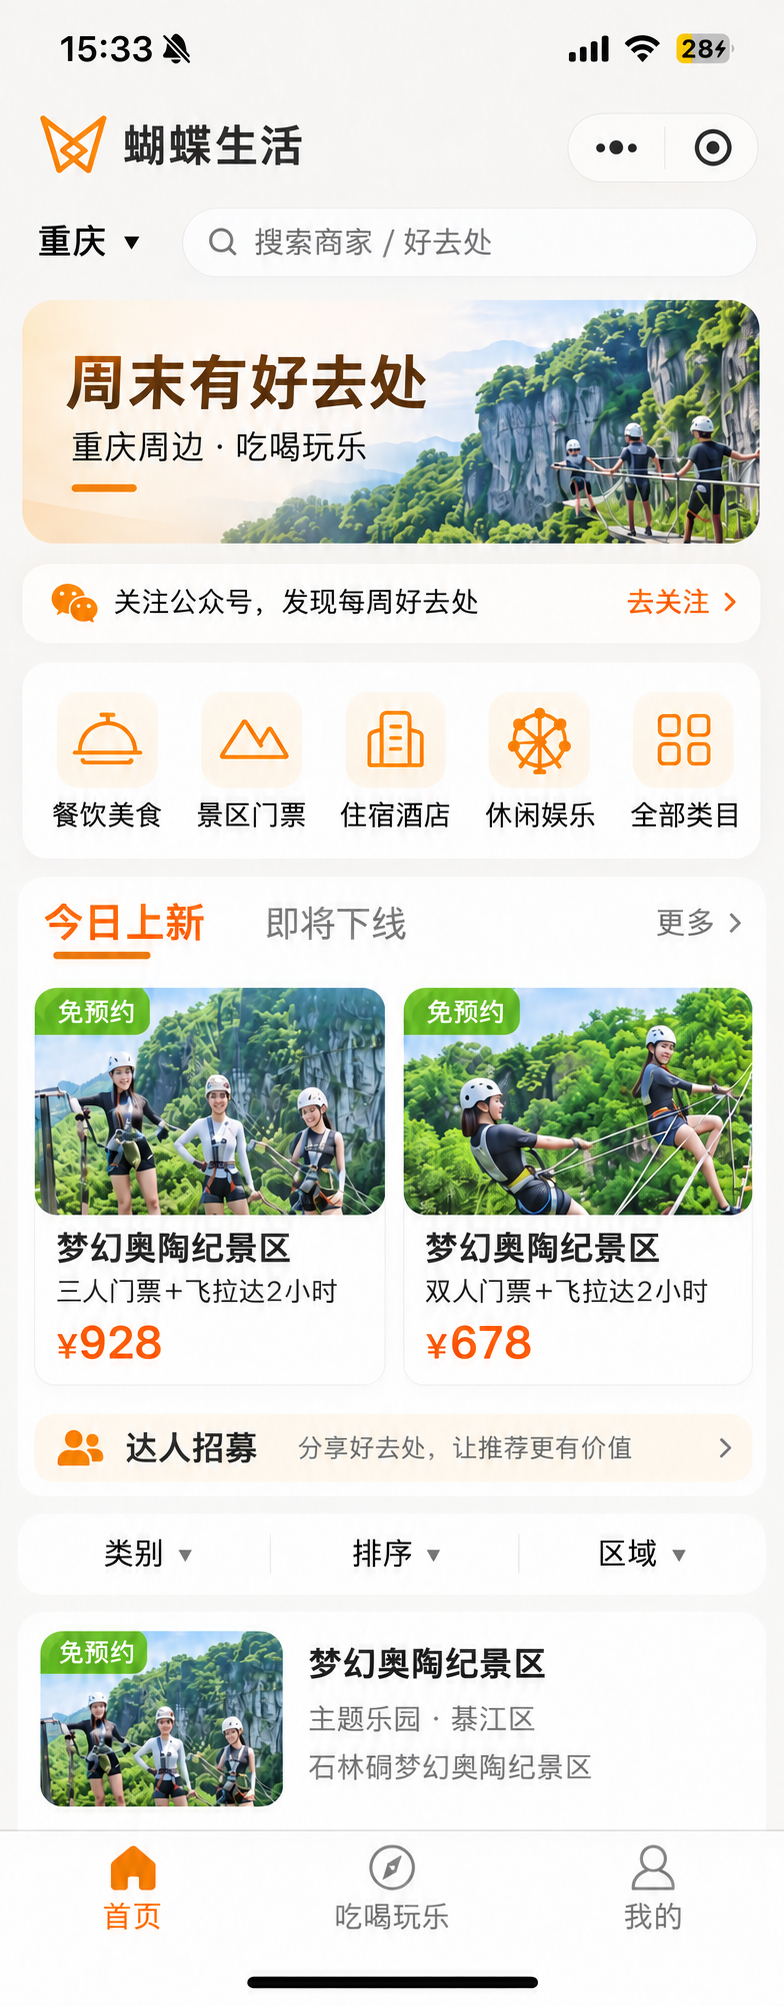 15:33
28
蝴蝶生活
重庆 ▼
搜索商家 / 好去处
周末有好去处
重庆周边 · 吃喝玩乐
关注公众号，发现每周好去处
去关注 >
餐饮美食 景区门票 住宿酒店 休闲娱乐 全部类目
今日上新 即将下线 更多 >
免预约 免预约
梦幻奥陶纪景区 梦幻奥陶纪景区
三人门票+飞拉达2小时 双人门票+飞拉达2小时
¥928 ¥678
达人招募 分享好去处，让推荐更有价值 >
类别 ▼ 排序 ▼ 区域 ▼
免预约
梦幻奥陶纪景区
主题乐园 · 綦江区
石林硐梦幻奥陶纪景区
首页 吃喝玩乐 我的